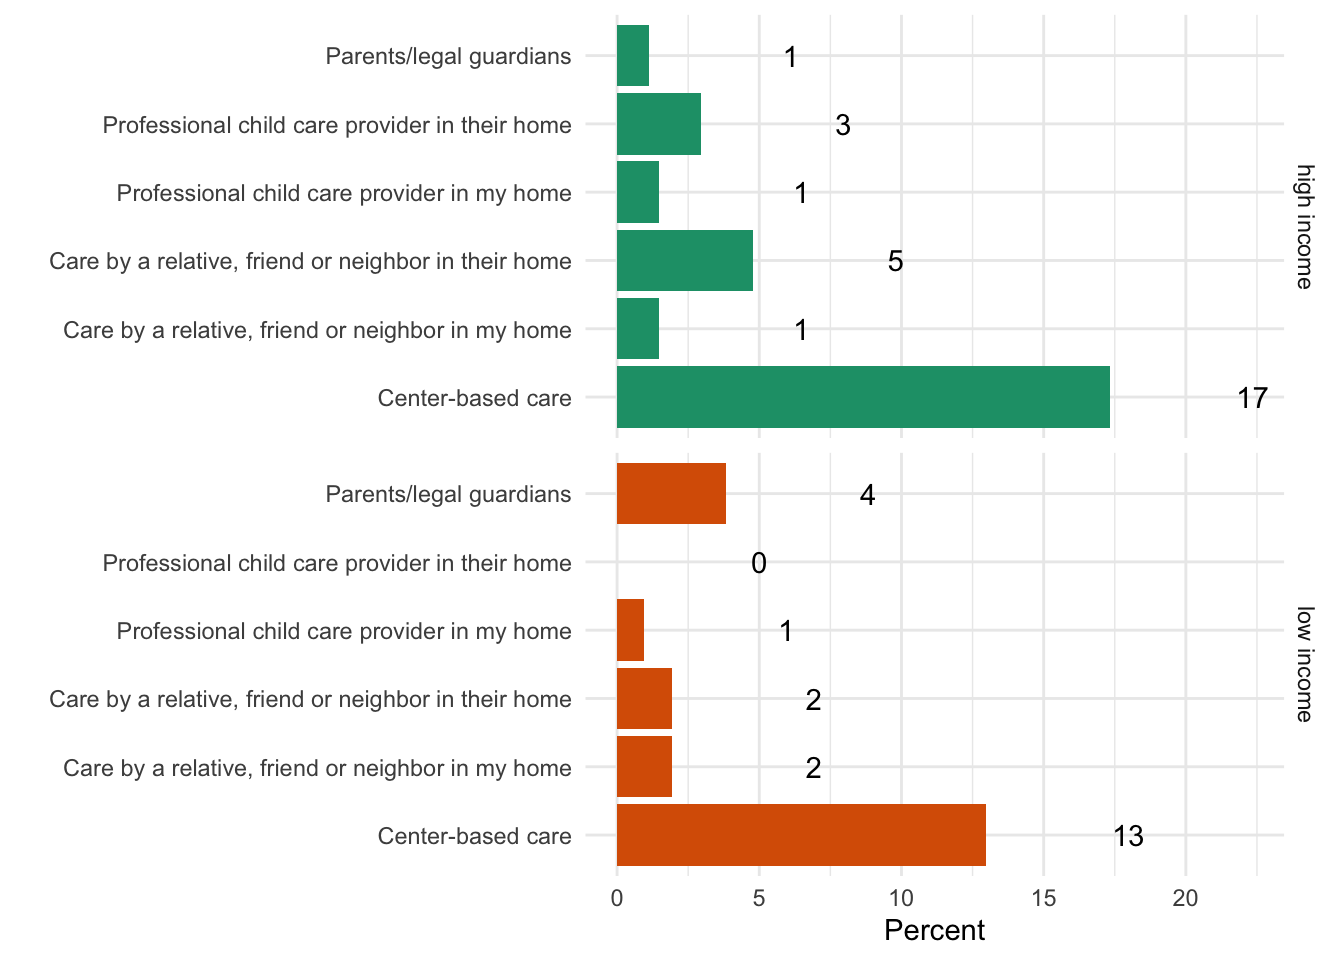 Parents/legal guardians 1
Professional child care provider in their home 3
Professional child care provider in my home 1
Care by a relative, friend or neighbor in their home 5
Care by a relative, friend or neighbor in my home 1
Center-based care 17
high income
Parents/legal guardians 4
Professional child care provider in their home 0
Professional child care provider in my home 1
Care by a relative, friend or neighbor in their home 2
Care by a relative, friend or neighbor in my home 2
Center-based care 13
low income
0 5 10 15 20
Percent